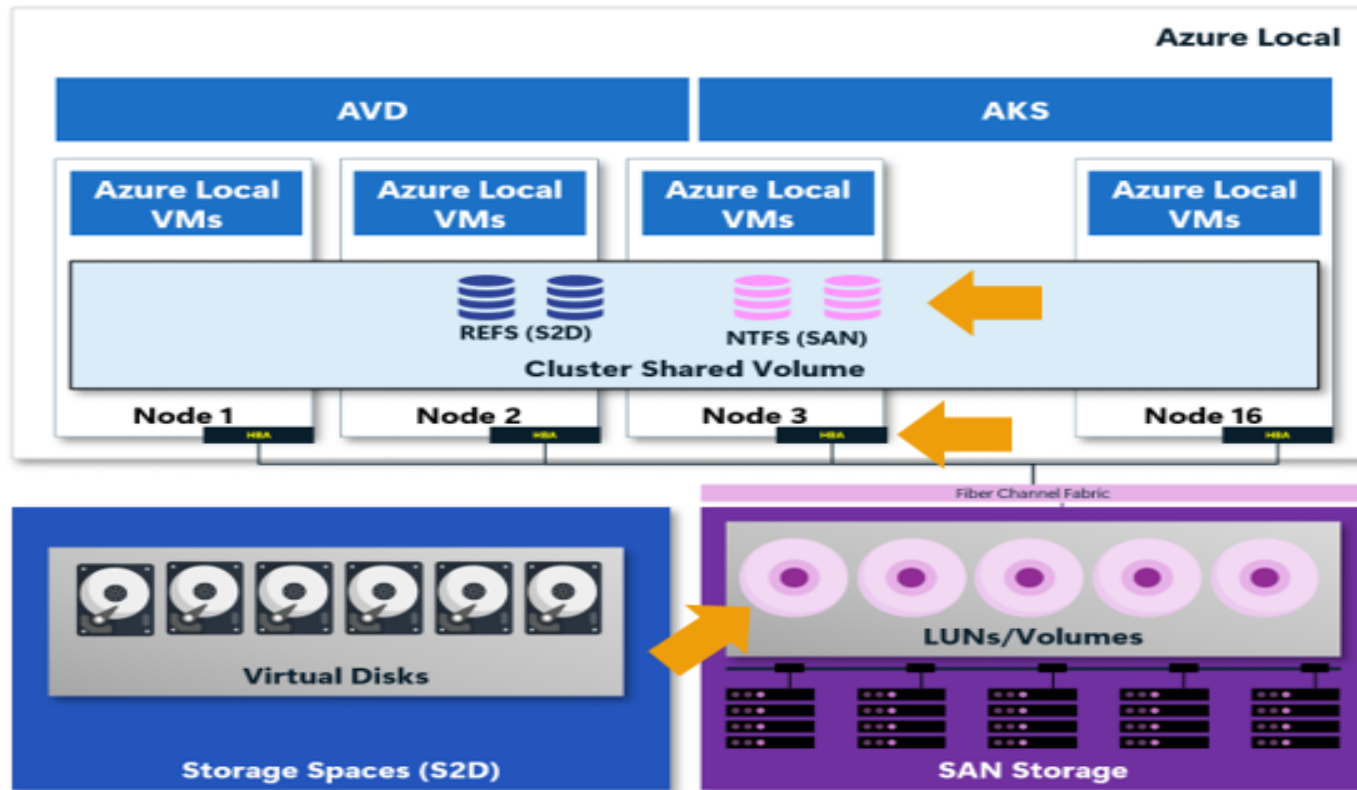 Azure Local
AVD
AKS
Azure Local
VMs
Azure Local
VMs
Azure Local
VMs
Azure Local
VMs
REFS (S2D)
NTFS (SAN)
Cluster Shared Volume
Node 1
Node 2
Node 3
Node 16
HBA
HBA
HBA
HBA
Fiber Channel Fabric
Virtual Disks
LUNs/Volumes
Storage Spaces (S2D)
SAN Storage